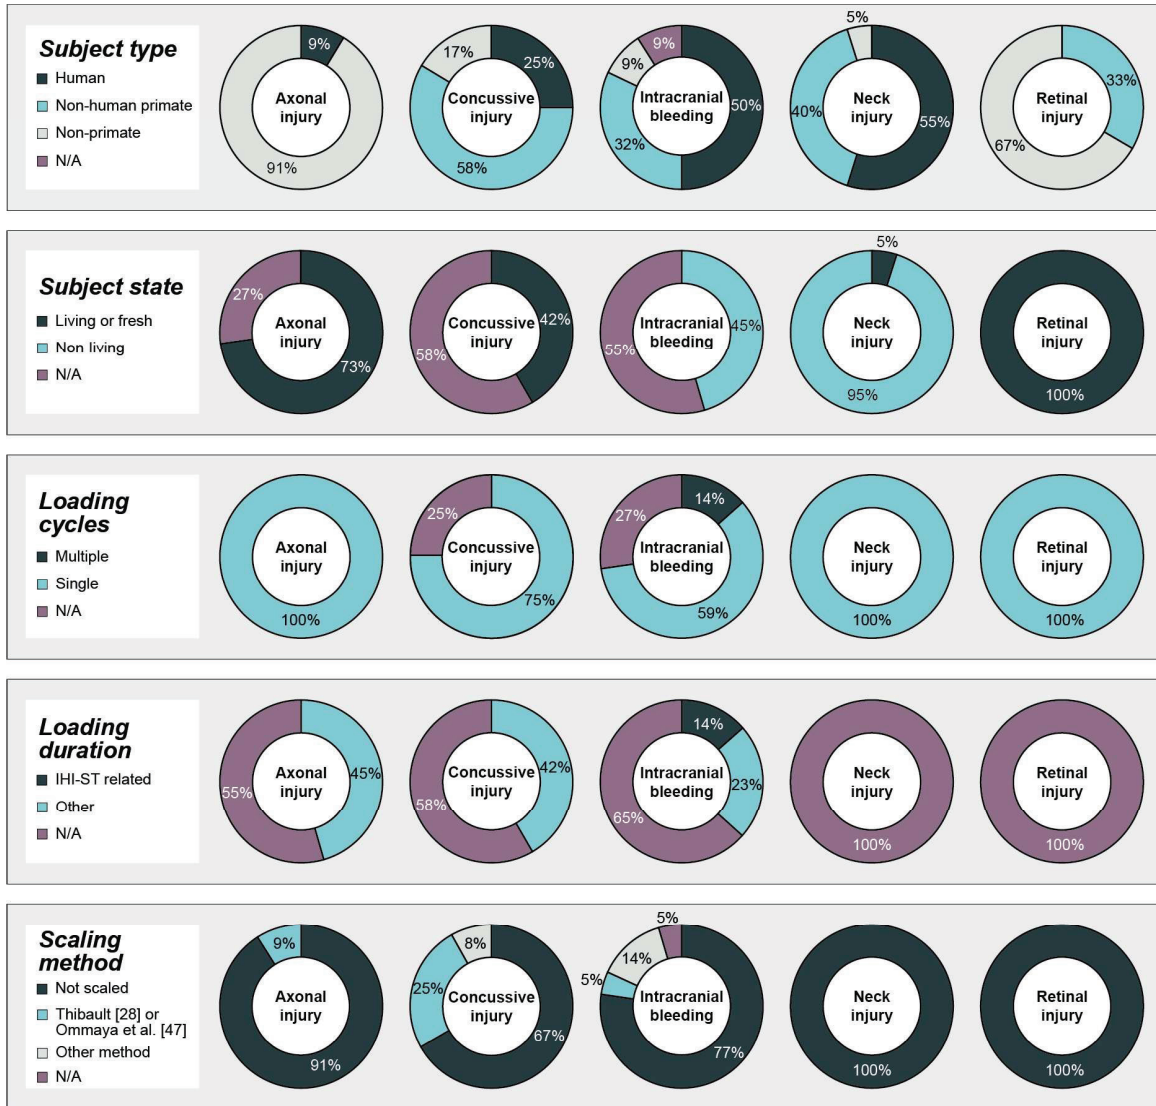 Subject type
Human
Non-human primate
Non-primate
N/A
9%
Axonal
injury
91%
17%
25%
Concussive
injury
58%
9%
9%
Intracranial
bleeding
50%
32%
5%
Neck
injury
40%
55%
33%
Retinal
injury
67%
Subject state
Living or fresh
Non living
N/A
27%
Axonal
injury
73%
42%
Concussive
injury
58%
45%
Intracranial
bleeding
55%
5%
Neck
injury
95%
Retinal
injury
100%
Loading
cycles
Multiple
Single
N/A
Axonal
injury
100%
25%
Concussive
injury
75%
14%
27%
Intracranial
bleeding
59%
Neck
injury
100%
Retinal
injury
100%
Loading
duration
IHI-ST related
Other
N/A
Axonal
injury
45%
55%
Concussive
injury
42%
58%
14%
Intracranial
bleeding
23%
65%
Neck
injury
100%
Retinal
injury
100%
Scaling
method
Not scaled
Thibault [28] or
Ommaya et al. [47]
Other method
N/A
9%
Axonal
injury
91%
8%
25%
Concussive
injury
67%
5%
14%
5%
Intracranial
bleeding
77%
Neck
injury
100%
Retinal
injury
100%